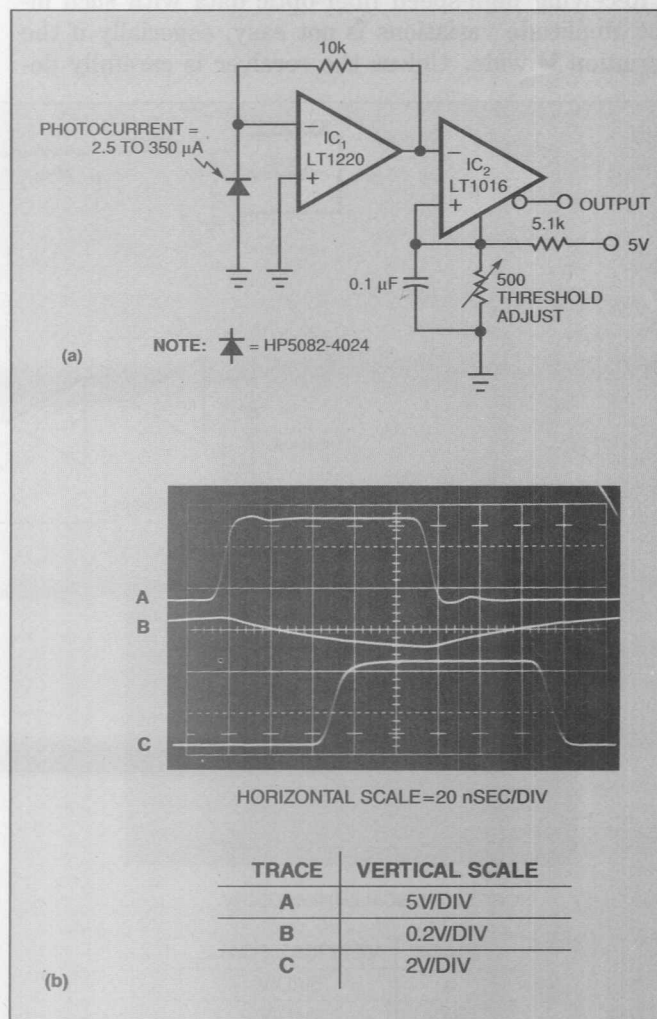 10k
PHOTOCURRENT =
2.5 TO 350 µA
−
IC1
LT1220
+
−
IC2
LT1016
+
OUTPUT
5.1k
5V
0.1 µF
500
THRESHOLD
ADJUST
NOTE: = HP5082-4024
(a)
A
B
C
HORIZONTAL SCALE=20 nSEC/DIV
TRACE VERTICAL SCALE
A 5V/DIV
B 0.2V/DIV
C 2V/DIV
(b)